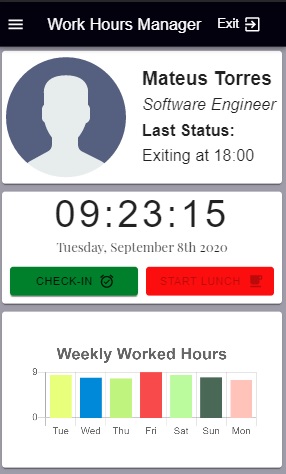 Work Hours Manager Exit
Mateus Torres
Software Engineer
Last Status:
Exiting at 18:00
09:23:15
Tuesday, September 8th 2020
CHECK-IN START LUNCH
Weekly Worked Hours
9
0
Tue Wed Thu Fri Sat Sun Mon